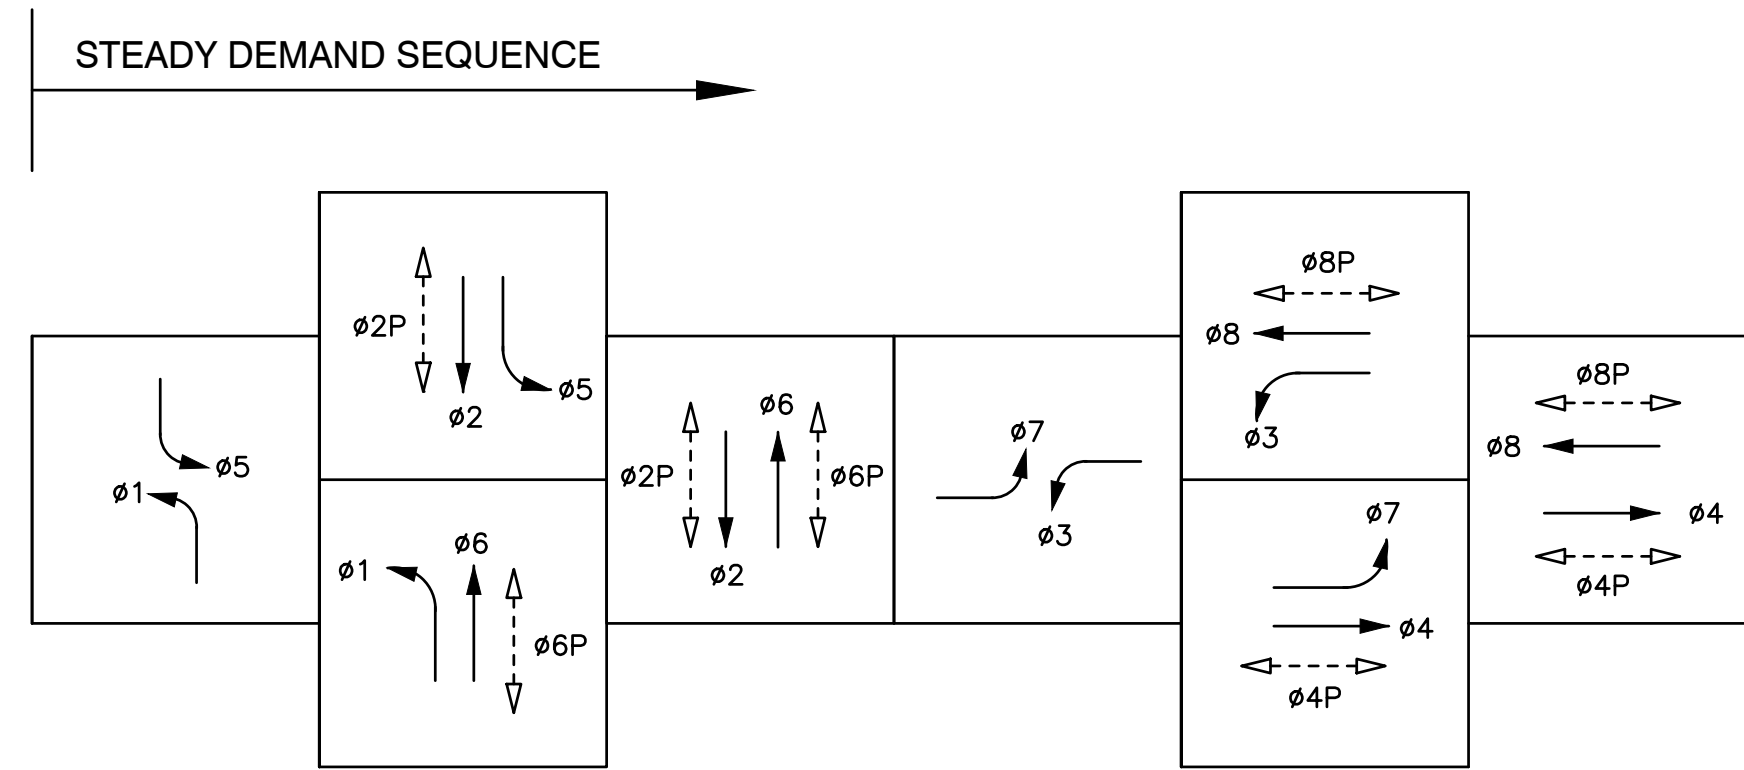 STEADY DEMAND SEQUENCE
ø5
ø1
ø2P
ø2
ø5
ø1
ø6
ø6P
ø2P
ø2
ø6
ø6P
ø7
ø3
ø8P
ø8
ø3
ø7
ø4
ø4P
ø8P
ø8
ø4
ø4P